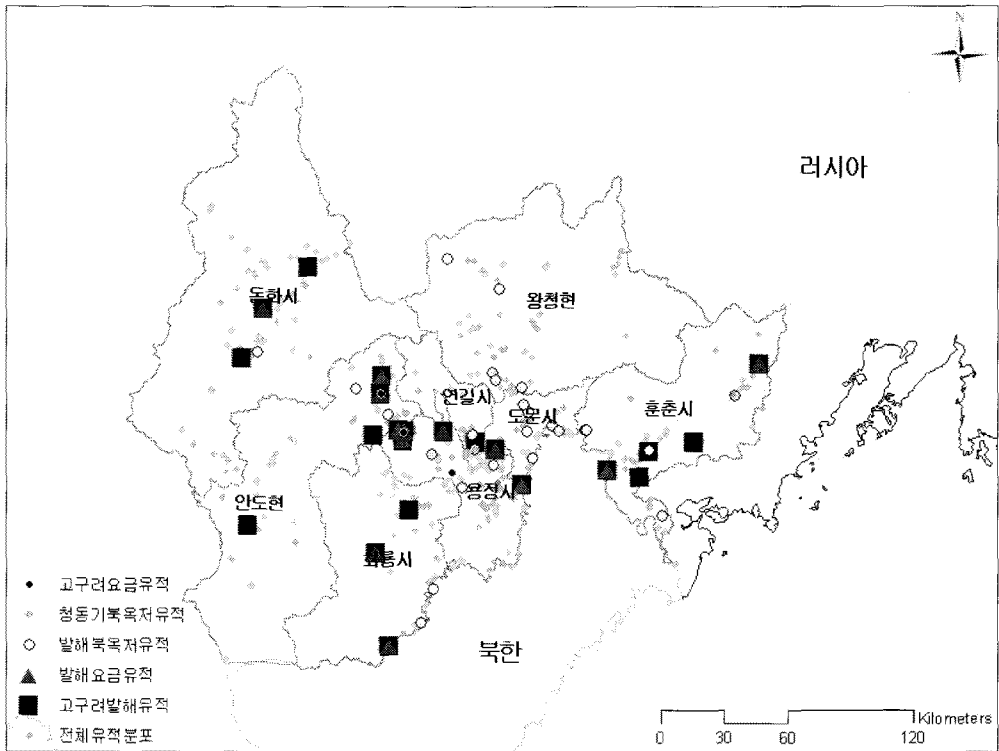 N
러시아
돈화시
왕청현
연길시
도문시
훈춘시
용정시
안도현
화룡시
북한
고구려요금유적
청동기북옥저유적
발해북옥저유적
발해요금유적
고구려발해유적
전체유적분포
Kilometers
0 30 60 120